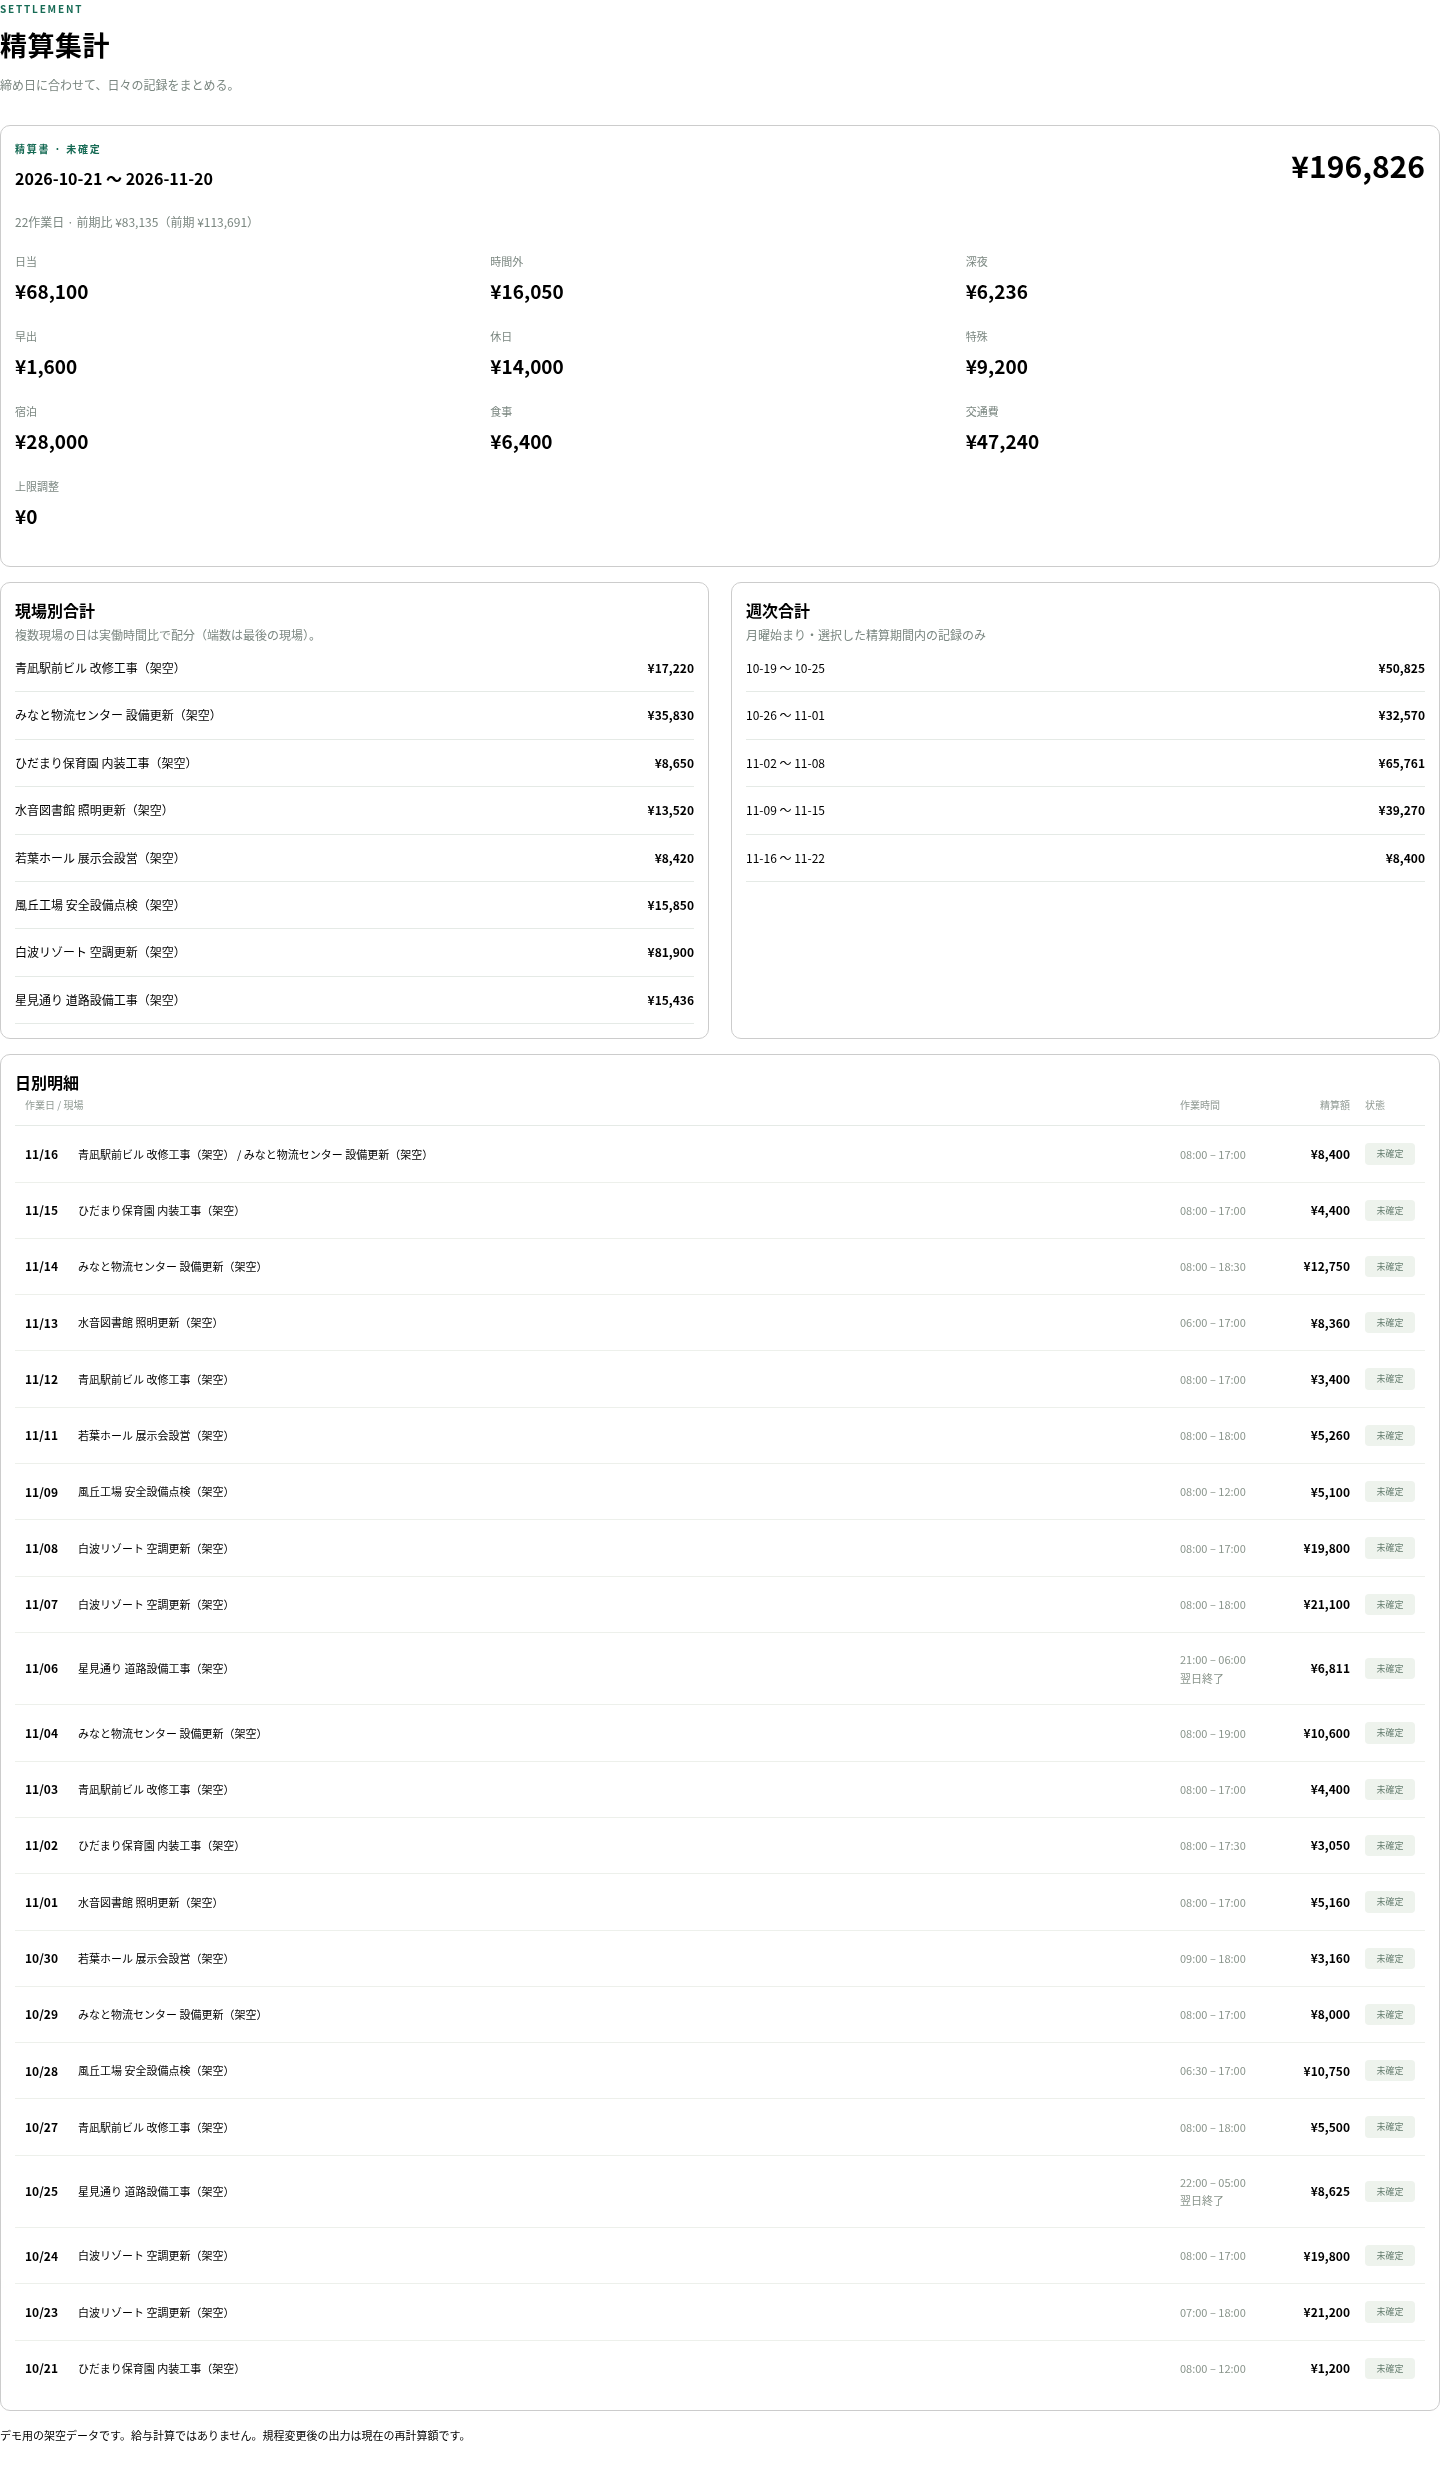 SETTLEMENT
精算集計
締め日に合わせて、日々の記録をまとめる。
精算書 · 未確定
2026-10-21 〜 2026-11-20
¥196,826
22作業日 · 前期比 ¥83,135（前期 ¥113,691）
日当 時間外 深夜
¥68,100 ¥16,050 ¥6,236
早出 休日 特殊
¥1,600 ¥14,000 ¥9,200
宿泊 食事 交通費
¥28,000 ¥6,400 ¥47,240
上限調整
¥0
現場別合計
複数現場の日は実働時間比で配分（端数は最後の現場）。
青凪駅前ビル 改修工事（架空） ¥17,220
みなと物流センター 設備更新（架空） ¥35,830
ひだまり保育園 内装工事（架空） ¥8,650
水音図書館 照明更新（架空） ¥13,520
若葉ホール 展示会設営（架空） ¥8,420
風丘工場 安全設備点検（架空） ¥15,850
白波リゾート 空調更新（架空） ¥81,900
星見通り 道路設備工事（架空） ¥15,436
週次合計
月曜始まり・選択した精算期間内の記録のみ
10-19 〜 10-25 ¥50,825
10-26 〜 11-01 ¥32,570
11-02 〜 11-08 ¥65,761
11-09 〜 11-15 ¥39,270
11-16 〜 11-22 ¥8,400
日別明細
作業日 / 現場 作業時間 精算額 状態
11/16 青凪駅前ビル 改修工事（架空） / みなと物流センター 設備更新（架空） 08:00 – 17:00 ¥8,400 未確定
11/15 ひだまり保育園 内装工事（架空） 08:00 – 17:00 ¥4,400 未確定
11/14 みなと物流センター 設備更新（架空） 08:00 – 18:30 ¥12,750 未確定
11/13 水音図書館 照明更新（架空） 06:00 – 17:00 ¥8,360 未確定
11/12 青凪駅前ビル 改修工事（架空） 08:00 – 17:00 ¥3,400 未確定
11/11 若葉ホール 展示会設営（架空） 08:00 – 18:00 ¥5,260 未確定
11/09 風丘工場 安全設備点検（架空） 08:00 – 12:00 ¥5,100 未確定
11/08 白波リゾート 空調更新（架空） 08:00 – 17:00 ¥19,800 未確定
11/07 白波リゾート 空調更新（架空） 08:00 – 18:00 ¥21,100 未確定
11/06 星見通り 道路設備工事（架空） 21:00 – 06:00 ¥6,811 未確定
翌日終了
11/04 みなと物流センター 設備更新（架空） 08:00 – 19:00 ¥10,600 未確定
11/03 青凪駅前ビル 改修工事（架空） 08:00 – 17:00 ¥4,400 未確定
11/02 ひだまり保育園 内装工事（架空） 08:00 – 17:30 ¥3,050 未確定
11/01 水音図書館 照明更新（架空） 08:00 – 17:00 ¥5,160 未確定
10/30 若葉ホール 展示会設営（架空） 09:00 – 18:00 ¥3,160 未確定
10/29 みなと物流センター 設備更新（架空） 08:00 – 17:00 ¥8,000 未確定
10/28 風丘工場 安全設備点検（架空） 06:30 – 17:00 ¥10,750 未確定
10/27 青凪駅前ビル 改修工事（架空） 08:00 – 18:00 ¥5,500 未確定
10/25 星見通り 道路設備工事（架空） 22:00 – 05:00 ¥8,625 未確定
翌日終了
10/24 白波リゾート 空調更新（架空） 08:00 – 17:00 ¥19,800 未確定
10/23 白波リゾート 空調更新（架空） 07:00 – 18:00 ¥21,200 未確定
10/21 ひだまり保育園 内装工事（架空） 08:00 – 12:00 ¥1,200 未確定
デモ用の架空データです。給与計算ではありません。規程変更後の出力は現在の再計算額です。